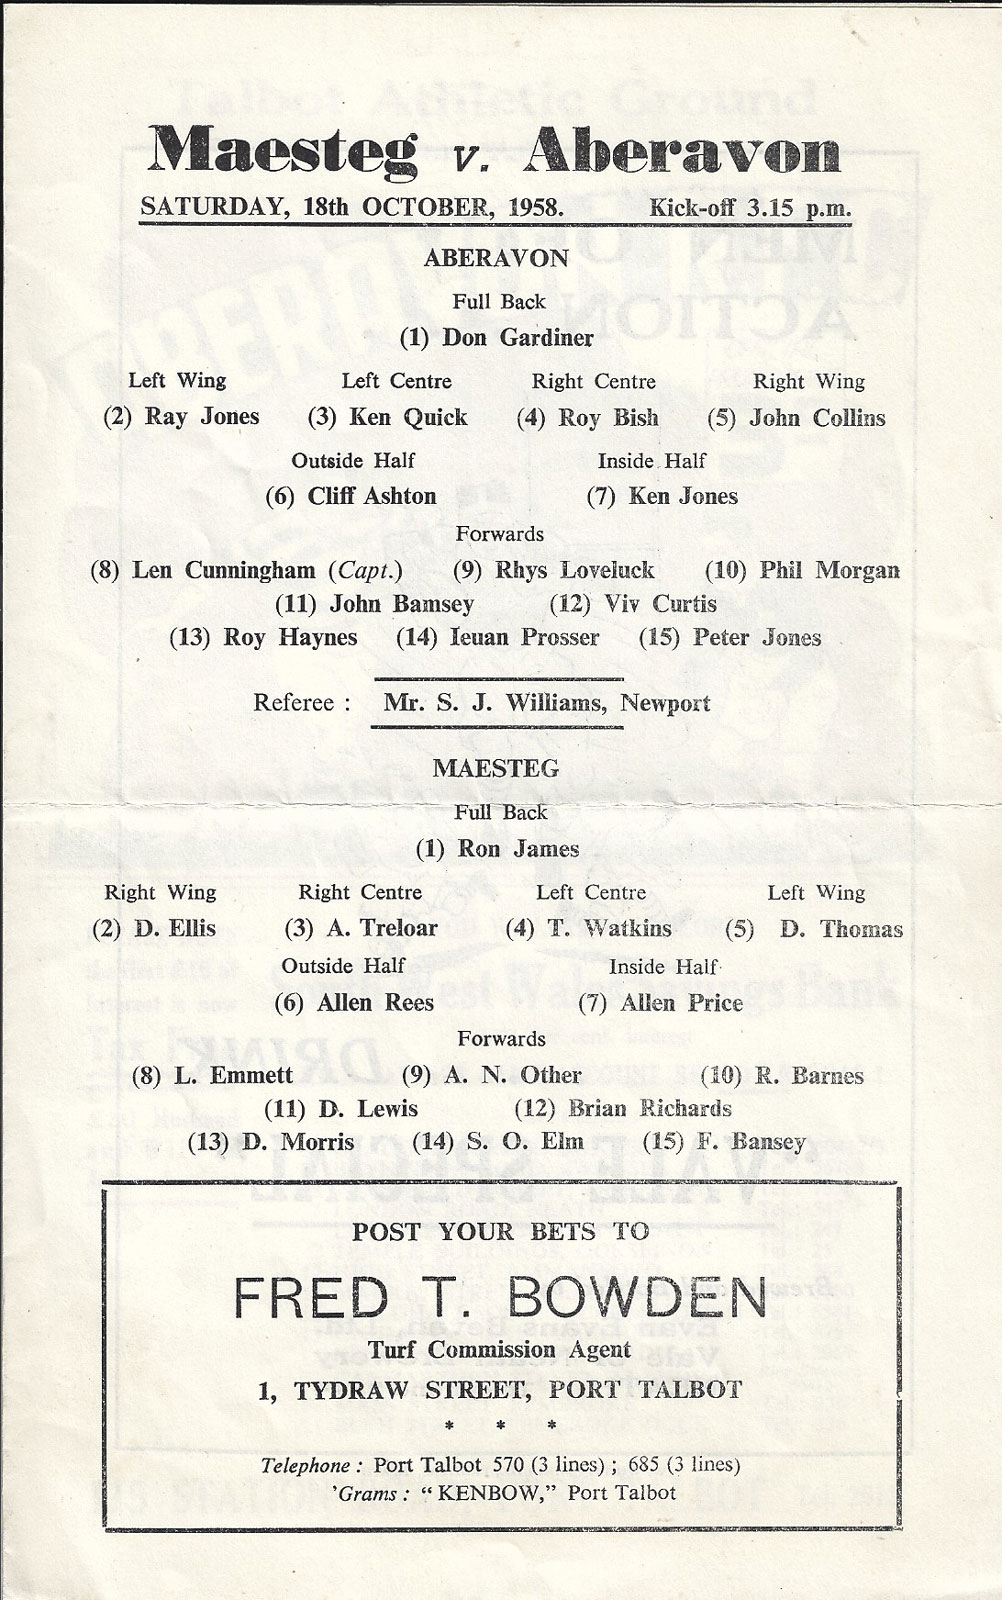 Maesteg v. Aberavon
SATURDAY, 18th OCTOBER, 1958. Kick-off 3.15 p.m.
ABERAVON
Full Back
(1) Don Gardiner
Left Wing Left Centre Right Centre Right Wing
(2) Ray Jones (3) Ken Quick (4) Roy Bish (5) John Collins
Outside Half Inside Half
(6) Cliff Ashton (7) Ken Jones
Forwards
(8) Len Cunningham (Capt.) (9) Rhys Loveluck (10) Phil Morgan
(11) John Bamsey (12) Viv Curtis
(13) Roy Haynes (14) Ieuan Prosser (15) Peter Jones
Referee : Mr. S. J. Williams, Newport
MAESTEG
Full Back
(1) Ron James
Right Wing Right Centre Left Centre Left Wing
(2) D. Ellis (3) A. Treloar (4) T. Watkins (5) D. Thomas
Outside Half Inside Half
(6) Allen Rees (7) Allen Price
Forwards
(8) L. Emmett (9) A. N. Other (10) R. Barnes
(11) D. Lewis (12) Brian Richards
(13) D. Morris (14) S. O. Elm (15) F. Bansey
POST YOUR BETS TO
FRED T. BOWDEN
Turf Commission Agent
1, TYDRAW STREET, PORT TALBOT
* * *
Telephone : Port Talbot 570 (3 lines) ; 685 (3 lines)
'Grams : "KENBOW," Port Talbot